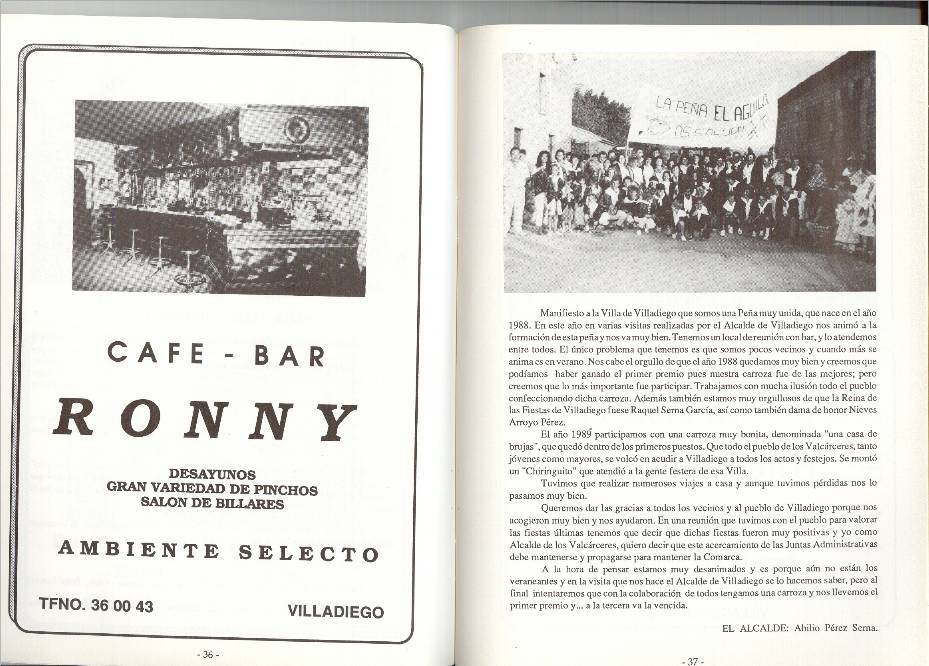 CAFE - BAR
RONNY
DESAYUNOS
GRAN VARIEDAD DE PINCHOS
SALON DE BILLARES
AMBIENTE SELECTO
TFNO. 36 00 43
VILLADIEGO
- 36 -
LA PEÑA EL AGUILA
Manifiesto a la Villa de Villadiego que somos una Peña muy unida, que nace en el año
1988. En este año en varias visitas realizadas por el Alcalde de Villadiego nos animó a la
formación de esta peña y nos va muy bien. Tenemos un local de reunión con bar, y lo atendemos
entre todos. El único problema que tenemos es que somos pocos vecinos y cuando más se
anima es en verano. Nos cabe el orgullo de que el año 1988 quedamos muy bien y creemos que
podíamos haber ganado el primer premio pues nuestra carroza fue de las mejores; pero
creemos que lo más importante fue participar. Trabajamos con mucha ilusión todo el pueblo
confeccionando dicha carroza. Además también estamos muy orgullosos de que la Reina de
las Fiestas de Villadiego fuese Raquel Serna García, así como también dama de honor Nieves
Arroyo Pérez.
El año 1989 participamos con una carroza muy bonita, denominada "una casa de
brujas", que quedó dentro de los primeros puestos. Que todo el pueblo de los Valcárceres, tanto
jóvenes como mayores, se volcó en acudir a Villadiego a todos los actos y festejos. Se montó
un "Chiringuito" que atendió a la gente festera de esa Villa.
Tuvimos que realizar numerosos viajes a casa y aunque tuvimos pérdidas nos lo
pasamos muy bien.
Queremos dar las gracias a todos los vecinos y al pueblo de Villadiego porque nos
acogieron muy bien y nos ayudaron. En una reunión que tuvimos con el pueblo para valorar
las fiestas últimas tenemos que decir que dichas fiestas fueron muy positivas y yo como
Alcalde de los Valcárceres, quiero decir que este acercamiento de las Juntas Administrativas
debe mantenerse y propagarse para mantener la Comarca.
A la hora de pensar estamos muy desanimados y es porque aún no están los
veraneantes y en la visita que nos hace el Alcalde de Villadiego se lo hacemos saber, pero al
final intentaremos que con la colaboración de todos tengamos una carroza y nos llevemos el
primer premio y... a la tercera va la vencida.
EL ALCALDE: Abilio Pérez Serna.
- 37 -